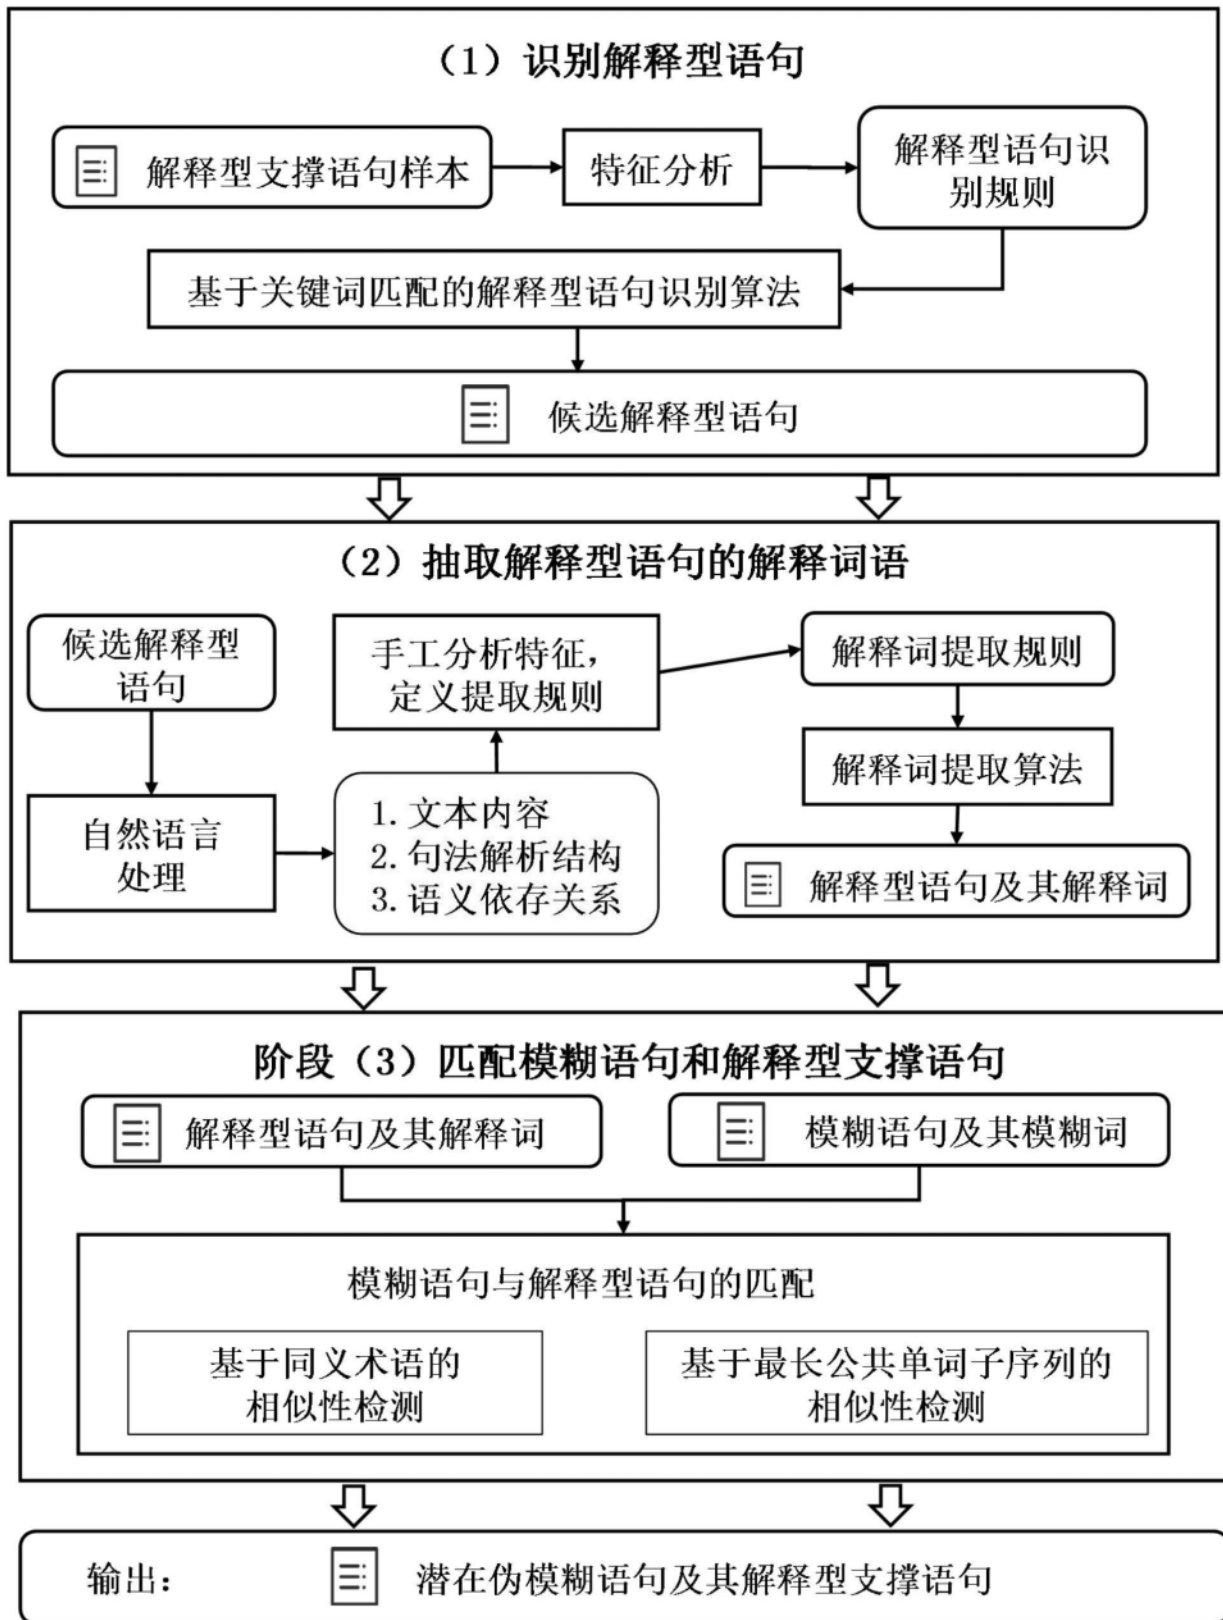 （1）识别解释型语句
解释型支撑语句样本
特征分析
解释型语句识
别规则
基于关键词匹配的解释型语句识别算法
候选解释型语句
（2）抽取解释型语句的解释词语
候选解释型
语句
自然语言
处理
1. 文本内容
2. 句法解析结构
3. 语义依存关系
手工分析特征，
定义提取规则
解释词提取规则
解释词提取算法
解释型语句及其解释词
阶段（3）匹配模糊语句和解释型支撑语句
解释型语句及其解释词
模糊语句及其模糊词
模糊语句与解释型语句的匹配
基于同义术语的
相似性检测
基于最长公共单词子序列的
相似性检测
输出：
潜在伪模糊语句及其解释型支撑语句